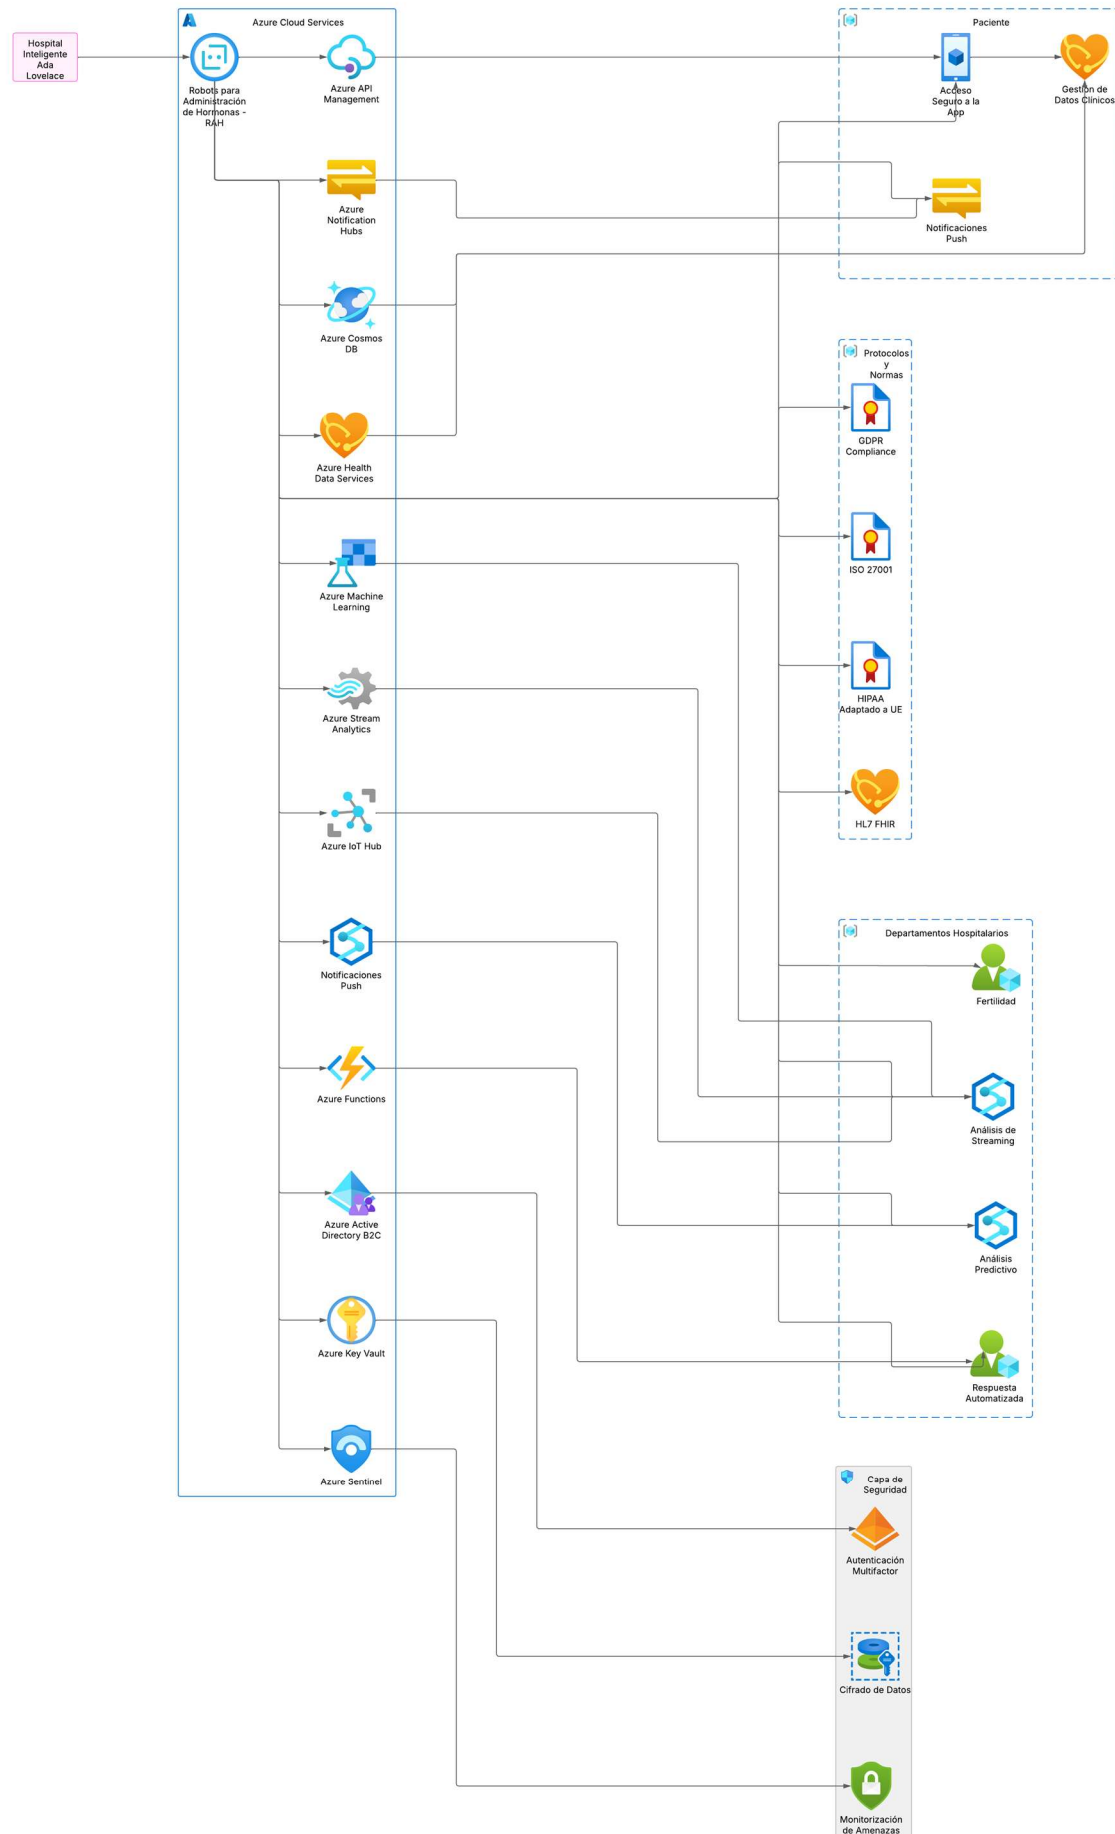 Hospital
Inteligente
Ada
Lovelace
Azure Cloud Services
Robots para
Administración
de Hormonas -
RAH
Azure API
Management
Azure
Notification
Hubs
Azure Cosmos
DB
Azure Health
Data Services
Azure Machine
Learning
Azure Stream
Analytics
Azure IoT Hub
Notificaciones
Push
Azure Functions
Azure Active
Directory B2C
Azure Key Vault
Azure Sentinel
Paciente
Acceso
Seguro a la
App
Gestión de
Datos Clínicos
Notificaciones
Push
Protocolos
y
Normas
GDPR
Compliance
ISO 27001
HIPAA
Adaptado a UE
HL7 FHIR
Departamentos Hospitalarios
Fertilidad
Análisis de
Streaming
Análisis
Predictivo
Respuesta
Automatizada
Capa de
Seguridad
Autenticación
Multifactor
Cifrado de Datos
Monitorización
de Amenazas